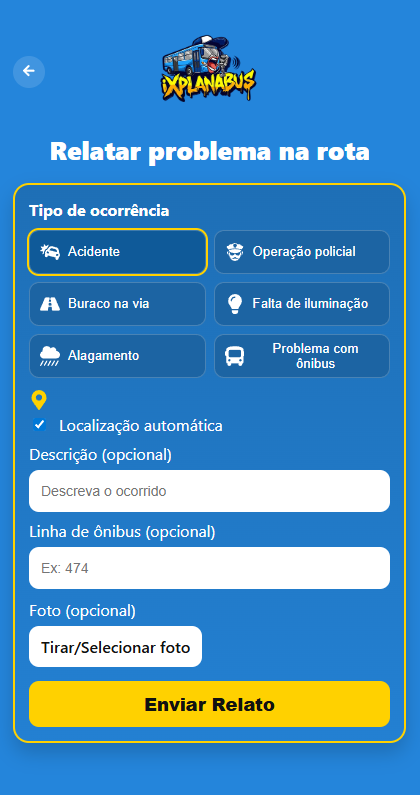 iXPLANABUS
Relatar problema na rota
Tipo de ocorrência
Acidente
Operação policial
Buraco na via
Falta de iluminação
Alagamento
Problema com
ônibus
Localização automática
Descrição (opcional)
Descreva o ocorrido
Linha de ônibus (opcional)
Ex: 474
Foto (opcional)
Tirar/Selecionar foto
Enviar Relato